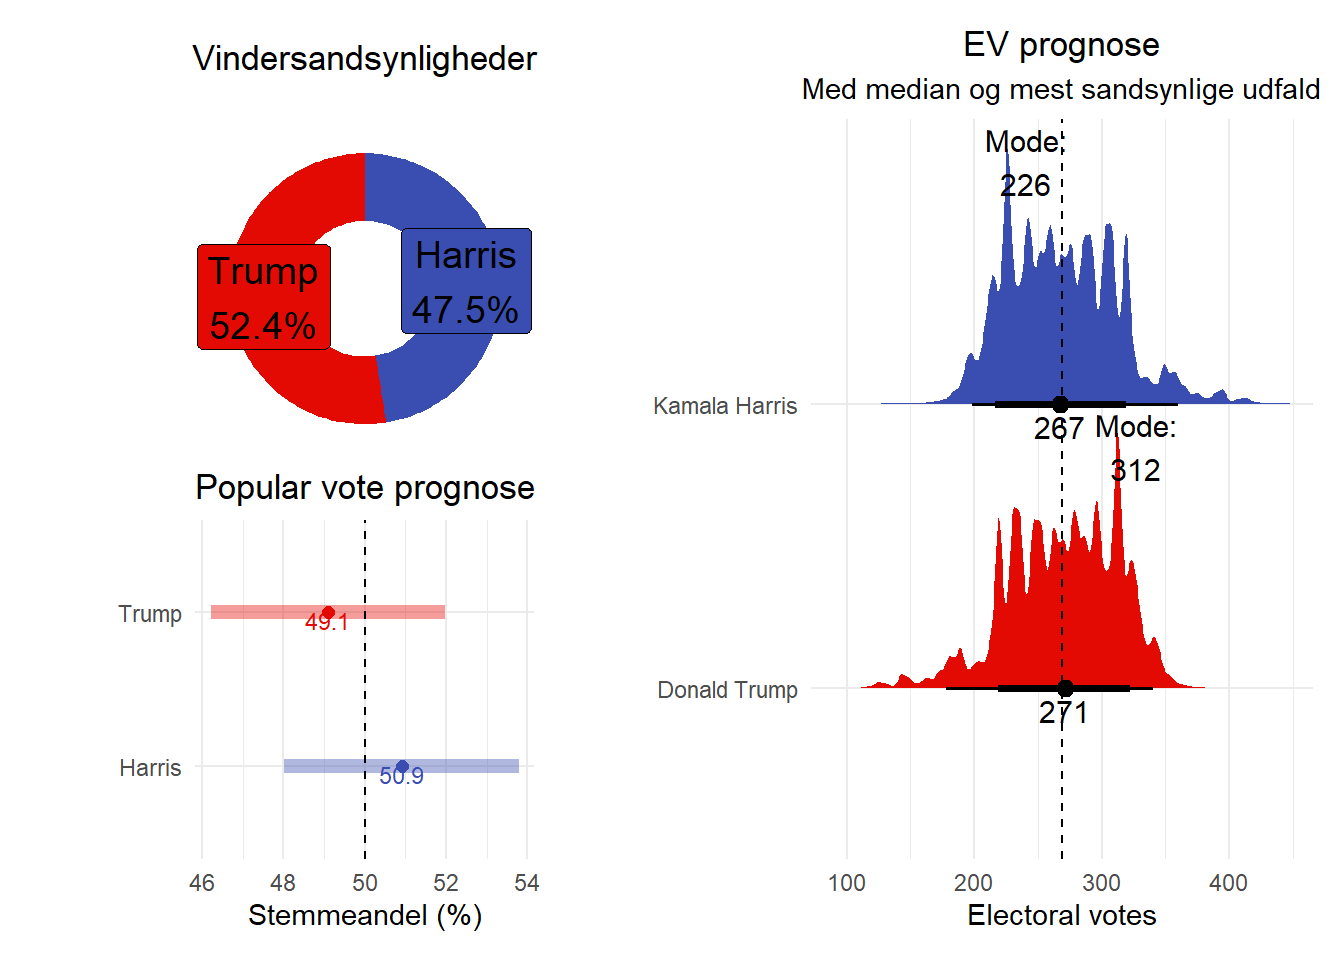 Vindersandsynligheder
Trump
52.4%
Harris
47.5%
Popular vote prognose
Trump
49.1
Harris
50.9
46 48 50 52 54
Stemmeandel (%)
EV prognose
Med median og mest sandsynlige udfald
Mode:
226
Kamala Harris
267
Mode:
312
Donald Trump
271
100 200 300 400
Electoral votes